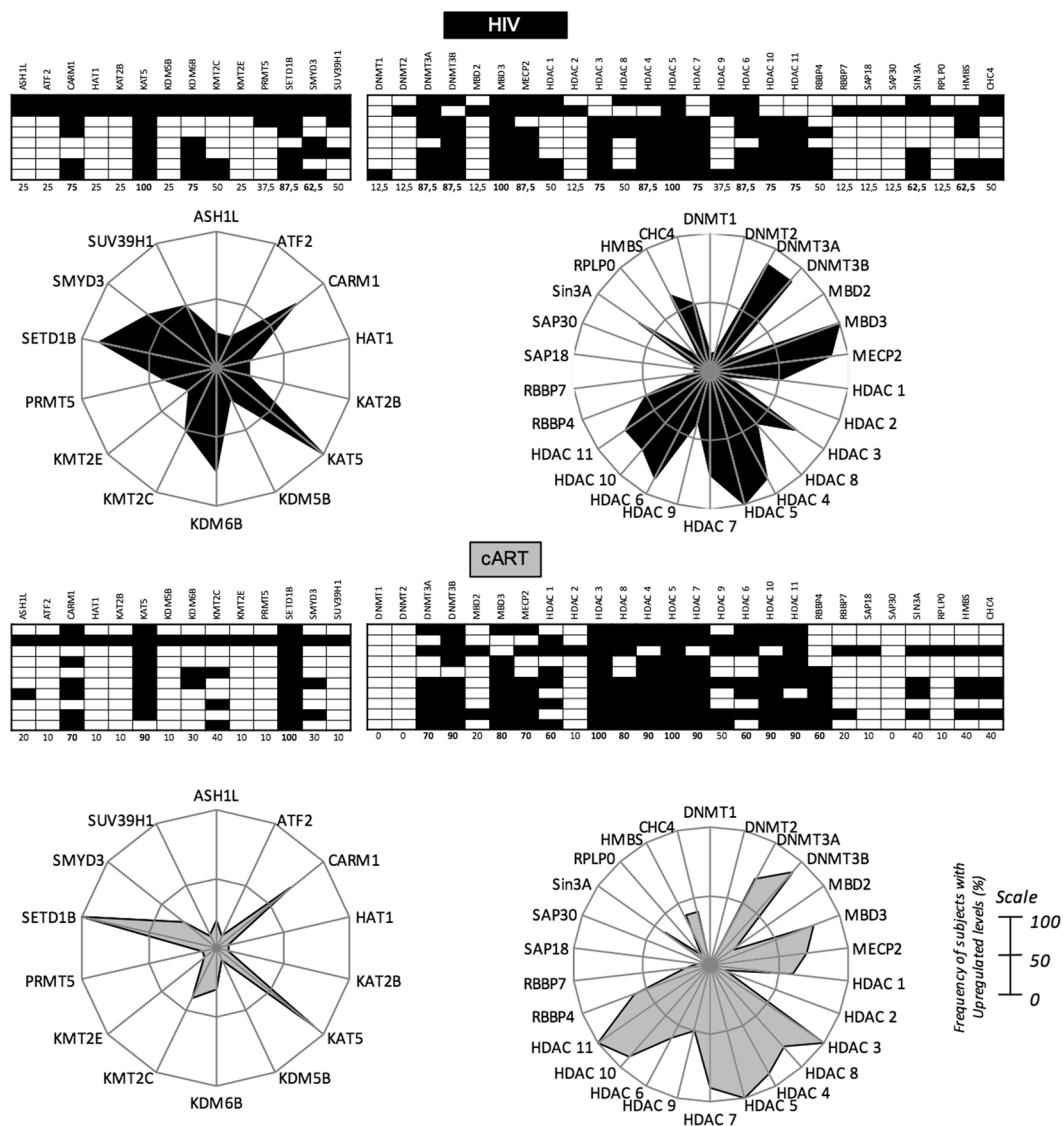 HIV
ASH1L ATF2 CARM1 HAT1 KAT2B KAT5 KDM5B KDM6B KMT2C KMT2E PRMT5 SETD1B SMYD3 SUV39H1
DNMT1 DNMT2 DNMT3A DNMT3B MBD2 MBD3 MECP2 HDAC 1 HDAC 2 HDAC 3 HDAC 8 HDAC 4 HDAC 5 HDAC 7 HDAC 9 HDAC 6 HDAC 10 HDAC 11 RBBP4 RBBP7 SAP18 SAP30 SIN3A RPLP0 HMBS CHC4
25 25 75 25 25 100 25 75 50 25 37,5 87,5 62,5 50
12,5 12,5 87,5 87,5 12,5 100 87,5 50 12,5 75 50 87,5 100 75 37,5 87,5 75 75 50 12,5 12,5 12,5 62,5 12,5 62,5 50
ASH1L
ATF2
CARM1
HAT1
KAT2B
KAT5
KDM5B
KDM6B
KMT2C
KMT2E
PRMT5
SETD1B
SMYD3
SUV39H1
DNMT1
DNMT2
DNMT3A
DNMT3B
MBD2
MBD3
MECP2
HDAC 1
HDAC 2
HDAC 3
HDAC 8
HDAC 4
HDAC 5
HDAC 7
HDAC 9
HDAC 6
HDAC 10
HDAC 11
RBBP4
RBBP7
SAP18
SAP30
Sin3A
RPLP0
HMBS
CHC4
cART
ASH1L ATF2 CARM1 HAT1 KAT2B KAT5 KDM5B KDM6B KMT2C KMT2E PRMT5 SETD1B SMYD3 SUV39H1
DNMT1 DNMT2 DNMT3A DNMT3B MBD2 MBD3 MECP2 HDAC 1 HDAC 2 HDAC 3 HDAC 8 HDAC 4 HDAC 5 HDAC 7 HDAC 9 HDAC 6 HDAC 10 HDAC 11 RBBP4 RBBP7 SAP18 SAP30 SIN3A RPLP0 HMBS CHC4
20 10 70 10 10 90 10 30 40 10 10 100 30 10
0 0 70 90 20 80 70 60 10 100 80 90 100 90 50 60 90 90 60 20 10 0 40 10 40 40
ASH1L
ATF2
CARM1
HAT1
KAT2B
KAT5
KDM5B
KDM6B
KMT2C
KMT2E
PRMT5
SETD1B
SMYD3
SUV39H1
DNMT1
DNMT2
DNMT3A
DNMT3B
MBD2
MBD3
MECP2
HDAC 1
HDAC 2
HDAC 3
HDAC 8
HDAC 4
HDAC 5
HDAC 7
HDAC 9
HDAC 6
HDAC 10
HDAC 11
RBBP4
RBBP7
SAP18
SAP30
Sin3A
RPLP0
HMBS
CHC4
Frequency of subjects with
Upregulated levels (%)
Scale
100
50
0